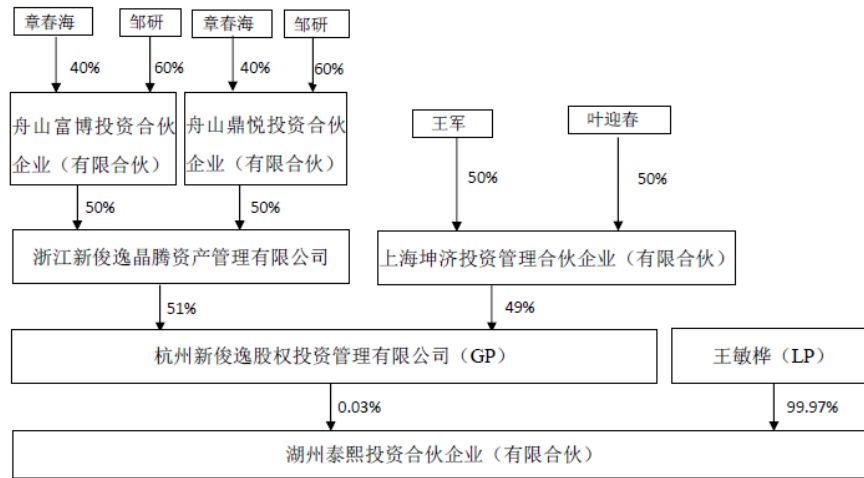 章春海
邹研
章春海
邹研
40%
60%
40%
60%
舟山富博投资合伙
企业（有限合伙）
舟山鼎悦投资合伙
企业（有限合伙）
王军
叶迎春
50%
50%
50%
50%
浙江新俊逸晶腾资产管理有限公司
上海坤济投资管理合伙企业（有限合伙）
51%
49%
杭州新俊逸股权投资管理有限公司（GP）
王敏桦（LP）
0.03%
99.97%
湖州泰熙投资合伙企业（有限合伙）